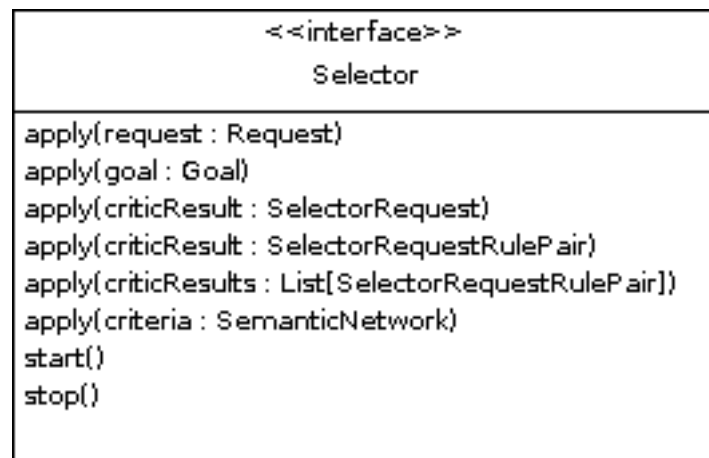 <<interface>>
Selector
apply(request : Request)
apply(goal : Goal)
apply(criticResult : SelectorRequest)
apply(criticResult : SelectorRequestRulePair)
apply(criticResults : List[SelectorRequestRulePair])
apply(criteria : SemanticNetwork)
start()
stop()